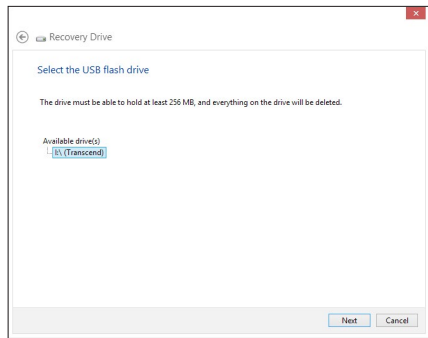 Recovery Drive
Select the USB flash drive
The drive must be able to hold at least 256 MB, and everything on the drive will be deleted.
Available drive(s)
I:\ (Transcend)
Next Cancel